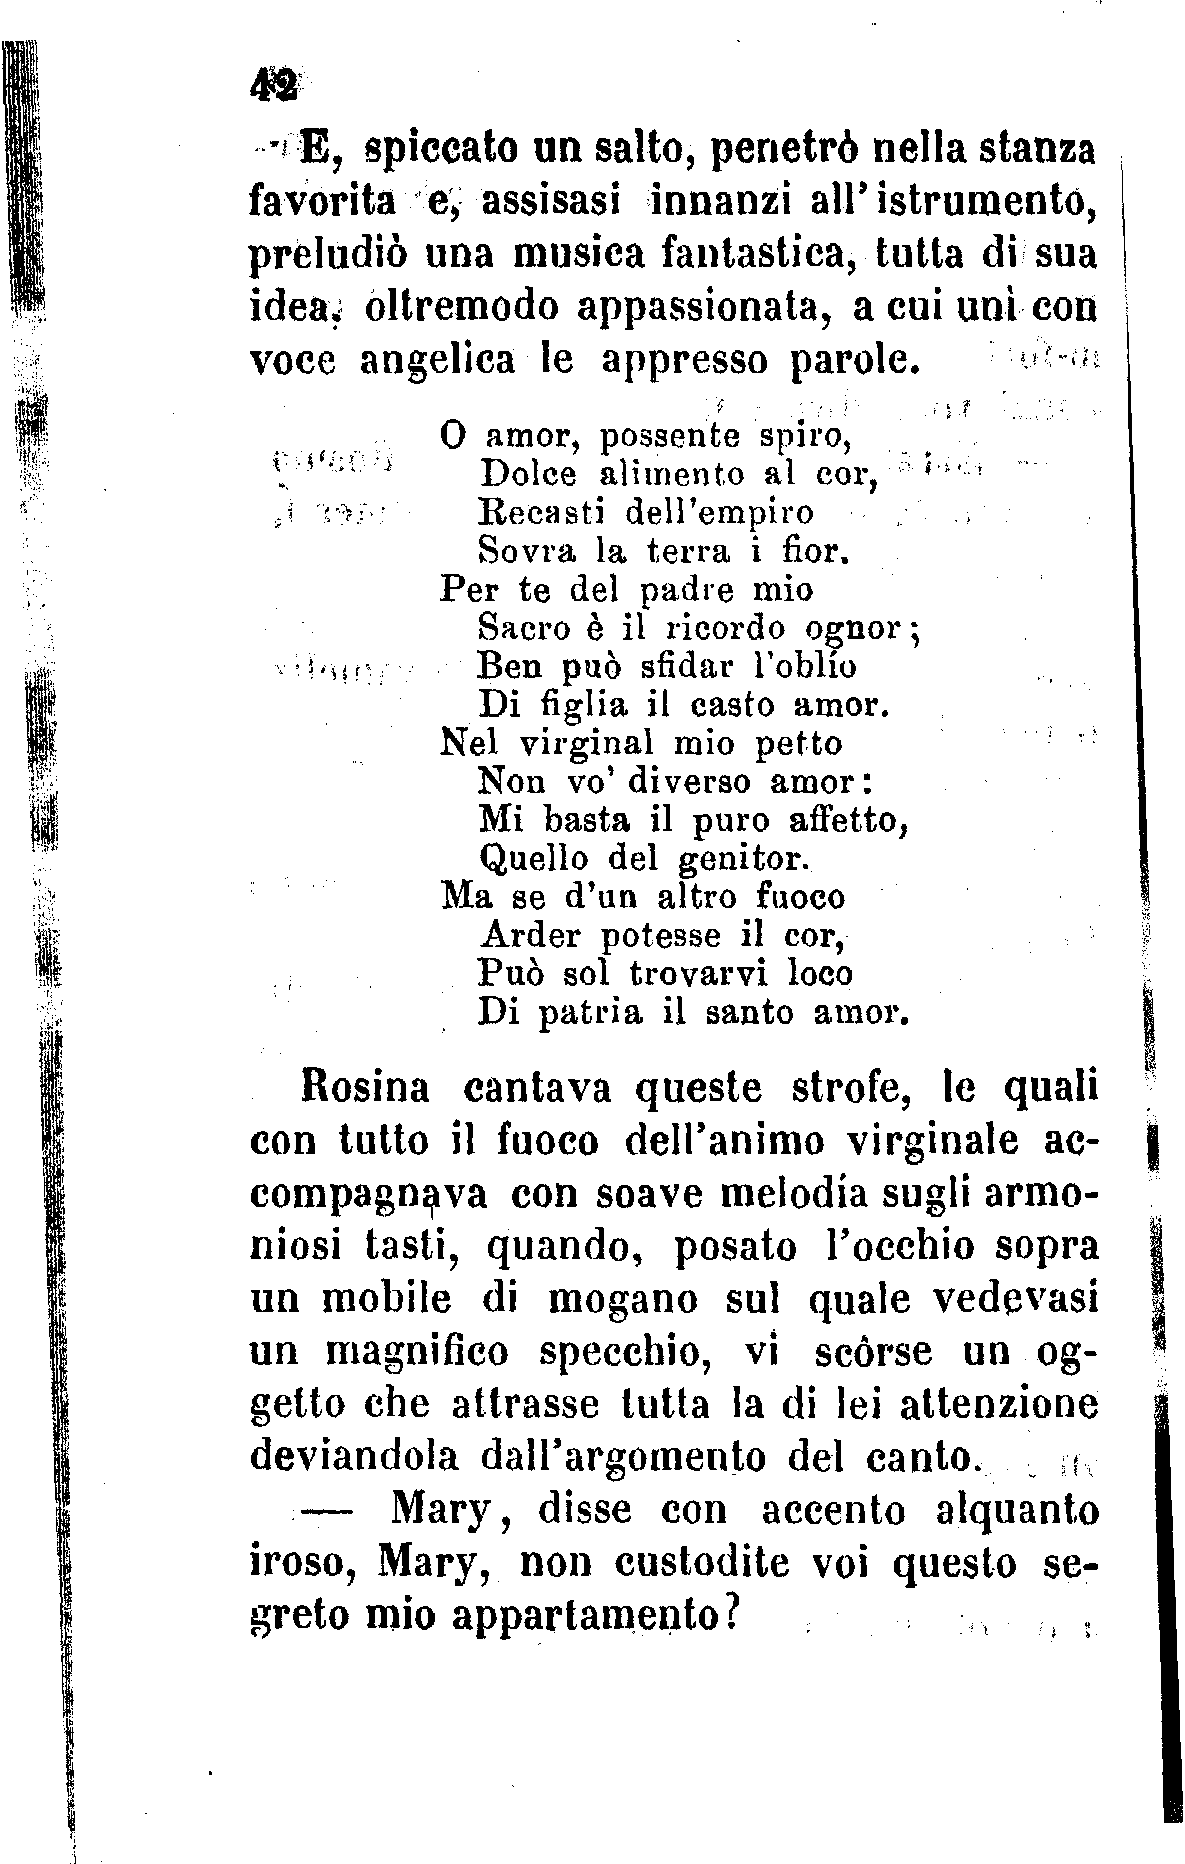 42
E, spiccato un salto, penetrò nella stanza
favorita e, assisasi innanzi all' istrumento,
preludiò una musica fantastica, tutta di sua
idea, oltremodo appassionata, a cui unì con
voce angelica le appresso parole.
O amor, possente spiro,
Dolce alimento al cor,
Recasti dell'empiro
Sovra la terra i fior.
Per te del padre mio
Sacro è il ricordo ognor;
Ben può sfidar l'oblío
Di figlia il casto amor.
Nel virginal mio petto
Non vo' diverso amor:
Mi basta il puro affetto,
Quello del genitor.
Ma se d'un altro fuoco
Arder potesse il cor,
Può sol trovarvi loco
Di patria il santo amor.
Rosina cantava queste strofe, le quali
con tutto il fuoco dell'animo virginale ac-
compagnava con soave melodía sugli armo-
niosi tasti, quando, posato l'occhio sopra
un mobile di mogano sul quale vedevasi
un magnifico specchio, vi scôrse un og-
getto che attrasse tutta la di lei attenzione
deviandola dall'argomento del canto.
— Mary, disse con accento alquanto
iroso, Mary, non custodite voi questo se-
greto mio appartamento?